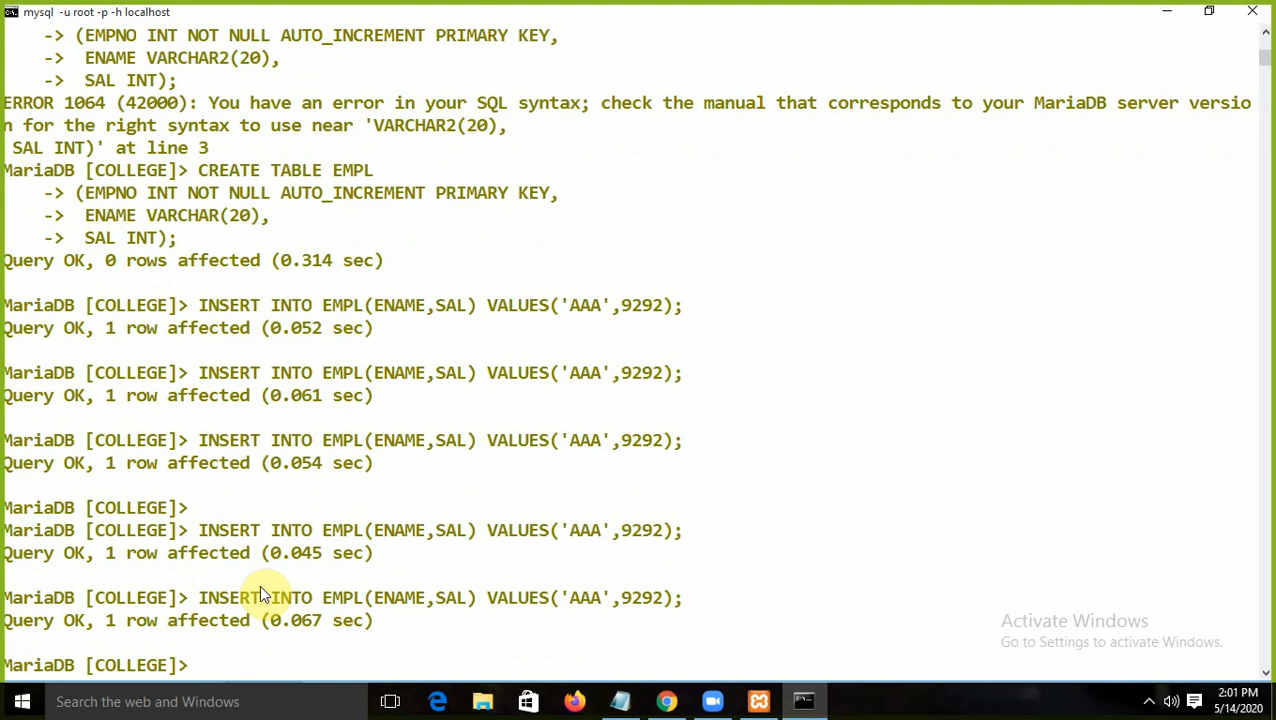 mysql -u root -p -h localhost
-> (EMPNO INT NOT NULL AUTO_INCREMENT PRIMARY KEY,
-> ENAME VARCHAR2(20),
-> SAL INT);
ERROR 1064 (42000): You have an error in your SQL syntax; check the manual that corresponds to your MariaDB server versio
n for the right syntax to use near 'VARCHAR2(20),
SAL INT)' at line 3
MariaDB [COLLEGE]> CREATE TABLE EMPL
-> (EMPNO INT NOT NULL AUTO_INCREMENT PRIMARY KEY,
-> ENAME VARCHAR(20),
-> SAL INT);
Query OK, 0 rows affected (0.314 sec)
MariaDB [COLLEGE]> INSERT INTO EMPL(ENAME,SAL) VALUES('AAA',9292);
Query OK, 1 row affected (0.052 sec)
MariaDB [COLLEGE]> INSERT INTO EMPL(ENAME,SAL) VALUES('AAA',9292);
Query OK, 1 row affected (0.061 sec)
MariaDB [COLLEGE]> INSERT INTO EMPL(ENAME,SAL) VALUES('AAA',9292);
Query OK, 1 row affected (0.054 sec)
MariaDB [COLLEGE]>
MariaDB [COLLEGE]> INSERT INTO EMPL(ENAME,SAL) VALUES('AAA',9292);
Query OK, 1 row affected (0.045 sec)
MariaDB [COLLEGE]> INSERT INTO EMPL(ENAME,SAL) VALUES('AAA',9292);
Query OK, 1 row affected (0.067 sec)
MariaDB [COLLEGE]>
Activate Windows
Go to Settings to activate Windows.
Search the web and Windows
2:01 PM
5/14/2020